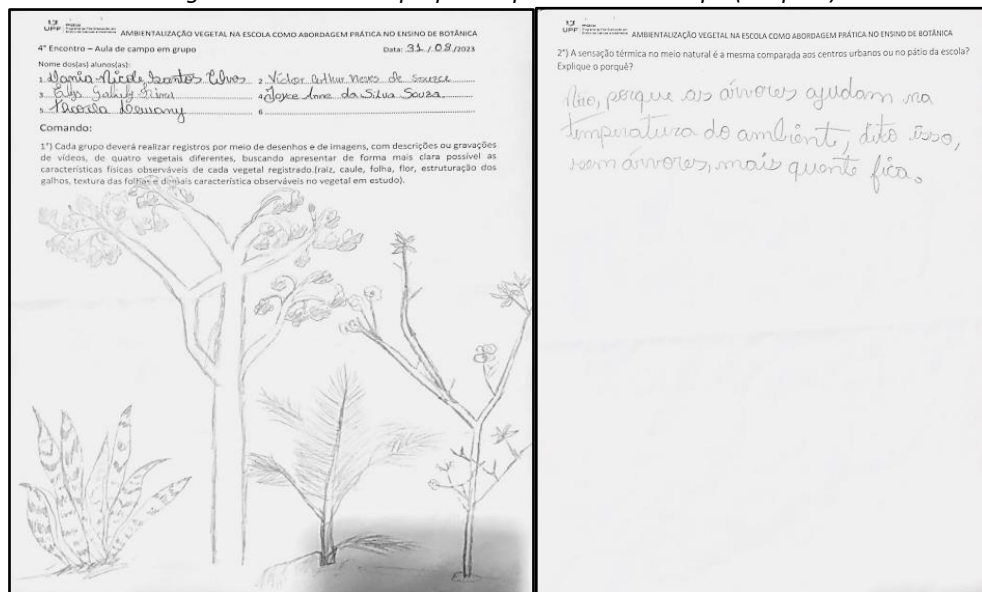 UPF
AMBIENTALIZAÇÃO VEGETAL NA ESCOLA COMO ABORDAGEM PRÁTICA NO ENSINO DE BOTÂNICA
4° Encontro – Aula de campo em grupo Data: 31 / 08 /2023
Nome dos(as) alunos(as):
1 Nicole Santos 2 Victor Arthur Neves de
3 4 Joyce Anne da Silva Souza
5 6
Comando:
1°) Cada grupo deverá realizar registros por meio de desenhos e de imagens, com descrições ou gravações
de vídeos, de quatro vegetais diferentes, buscando apresentar de forma mais clara possível as
características físicas observáveis de cada vegetal registrado.(raiz, caule, folha, flor, estruturação dos
galhos, textura das folhas e demais característica observáveis no vegetal em estudo).
UPF
AMBIENTALIZAÇÃO VEGETAL NA ESCOLA COMO ABORDAGEM PRÁTICA NO ENSINO DE BOTÂNICA
2°) A sensação térmica no meio natural é a mesma comparada aos centros urbanos ou no pátio da escola?
Explique o porquê?
Não, porque as árvores ajudam na
temperatura do ambiente, dito isso,
sem árvores, mais quente fica.